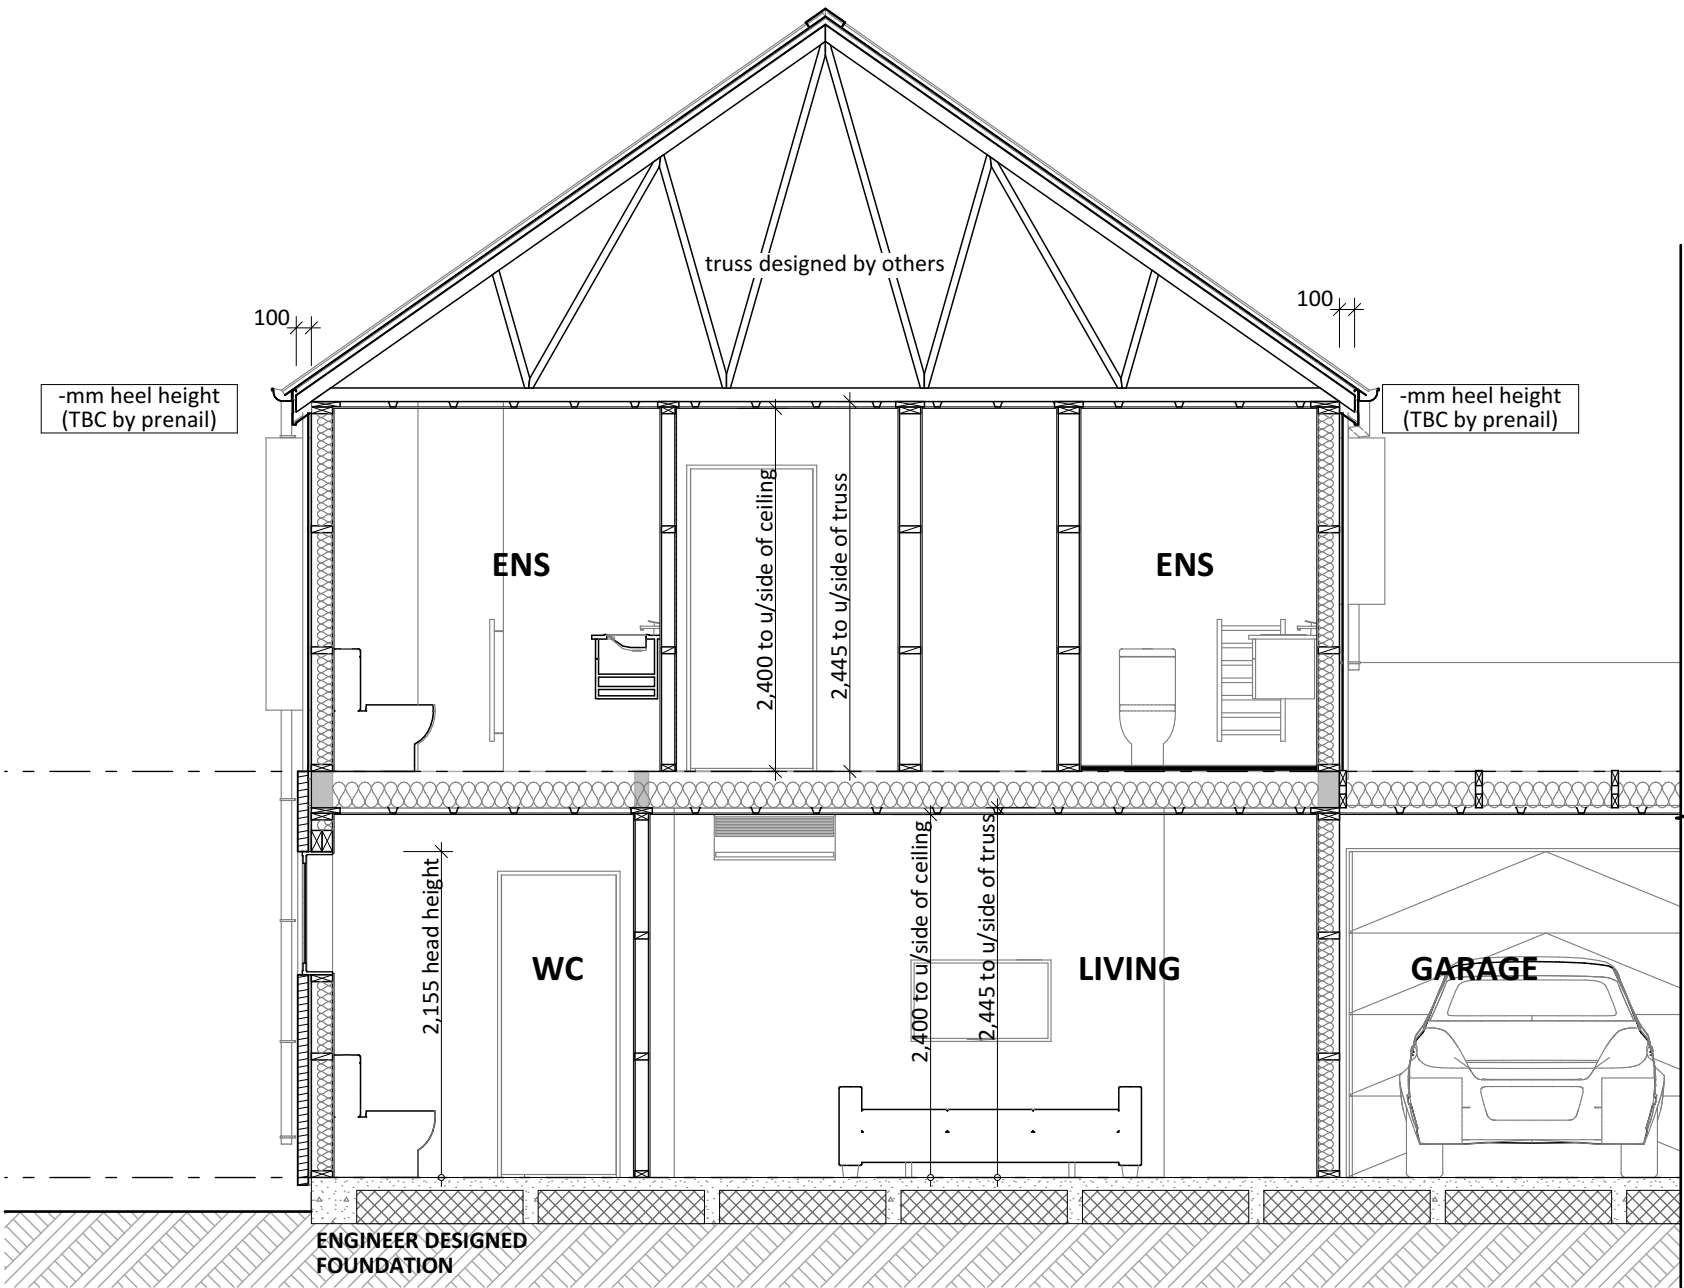 truss designed by others
100
100
-mm heel height
(TBC by prenail)
-mm heel height
(TBC by prenail)
2,400 to u/side of ceiling
2,445 to u/side of truss
ENS
ENS
2,155 head height
WC
2,400 to u/side of ceiling
2,445 to u/side of truss
LIVING
GARAGE
ENGINEER DESIGNED
FOUNDATION